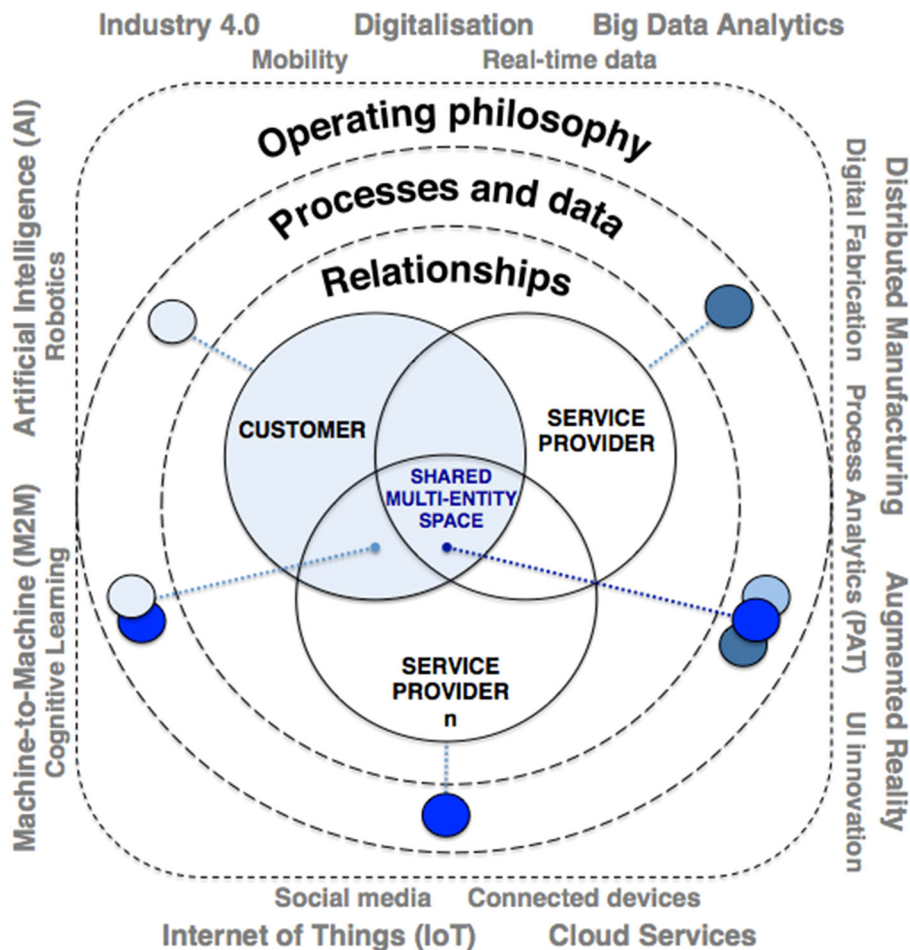 Industry 4.0 Digitalisation Big Data Analytics
Mobility Real-time data
Artificial Intelligence (AI)
Robotics
Machine-to-Machine (M2M)
Cognitive Learning
Operating philosophy
Processes and data
Relationships
CUSTOMER
SERVICE
PROVIDER
SHARED
MULTI-ENTITY
SPACE
SERVICE
PROVIDER
n
Digital Fabrication Process Analytics (PAT) UI innovation
Distributed Manufacturing Augmented Reality
Social media Connected devices
Internet of Things (IoT) Cloud Services